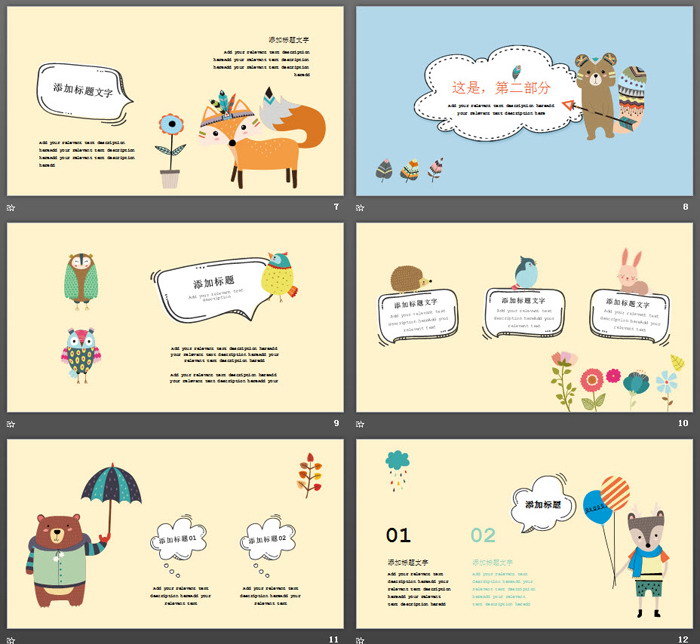 添加标题文字
Add your relevant text description
hereAdd your relevant text description
hereAdd your relevant text description
hereAdd
添加标题文字
Add your relevant text description
hereAdd your relevant text description
hereAdd your relevant text description
hereAdd
7
这是，第二部分
Add your relevant text description hereAdd
your relevant text description here
8
添加标题
Add your relevant text
description
Add your relevant text description hereAdd
your relevant text description hereAdd your
relevant text description hereAdd your
Add your relevant text description hereAdd
your relevant text description hereAdd your
9
添加标题文字
Add your relevant text
description hereAdd your
relevant text
添加标题文字
Add your relevant text
description hereAdd your
relevant text
添加标题文字
Add your relevant text
description hereAdd your
relevant text
10
添加标题01
添加标题02
Add your relevant text
description hereAdd your
relevant text
Add your relevant text
description hereAdd your
relevant text
11
添加标题
01
02
添加标题文字
Add your relevant text
description hereAdd your
relevant text description
hereAdd your relevant
text description hereAdd
添加标题文字
Add your relevant text
description hereAdd your
relevant text description
hereAdd your relevant
text description hereAdd
12